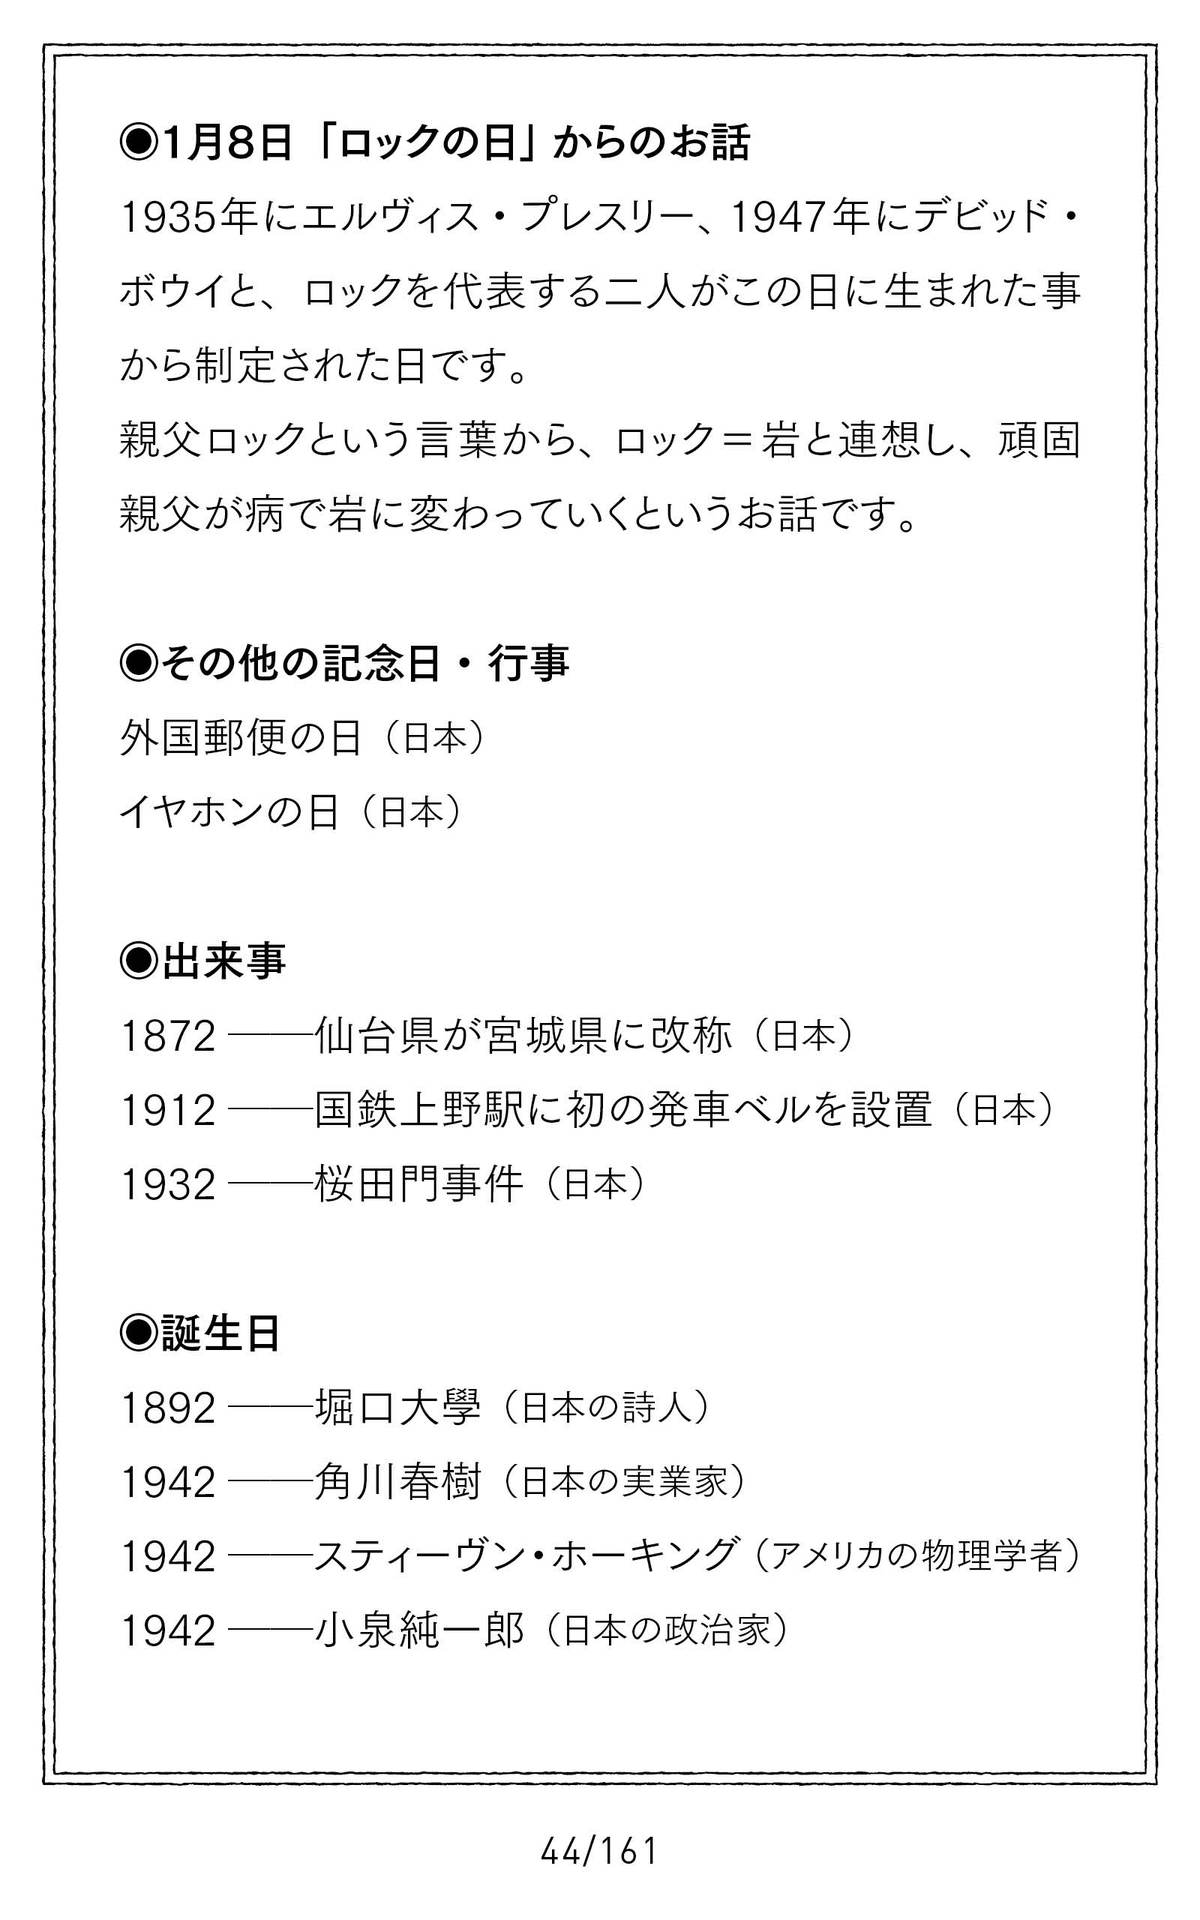 ◉1月8日「ロックの日」からのお話
1935年にエルヴィス・プレスリー、1947年にデビッド・
ボウイと、ロックを代表する二人がこの日に生まれた事
から制定された日です。
親父ロックという言葉から、ロック＝岩と連想し、頑固
親父が病で岩に変わっていくというお話です。
◉その他の記念日・行事
外国郵便の日（日本）
イヤホンの日（日本）
◉出来事
1872 ――仙台県が宮城県に改称（日本）
1912 ――国鉄上野駅に初の発車ベルを設置（日本）
1932 ――桜田門事件（日本）
◉誕生日
1892 ――堀口大學（日本の詩人）
1942 ――角川春樹（日本の実業家）
1942 ――スティーヴン・ホーキング（アメリカの物理学者）
1942 ――小泉純一郎（日本の政治家）
44/161